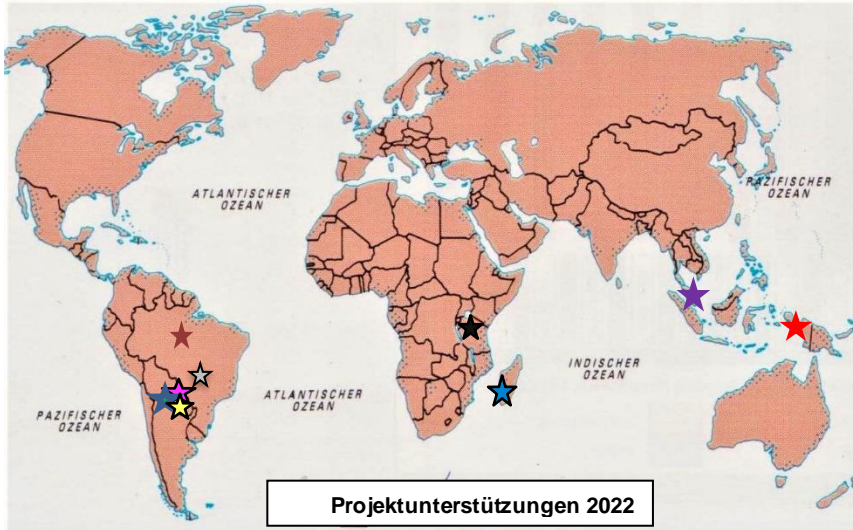 ATLANTISCHER
OZEAN
PAZIFISCHER
OZEAN
INDISCHER
OZEAN
ATLANTISCHER
OZEAN
PAZIFISCHER
OZEAN
Projektunterstützungen 2022